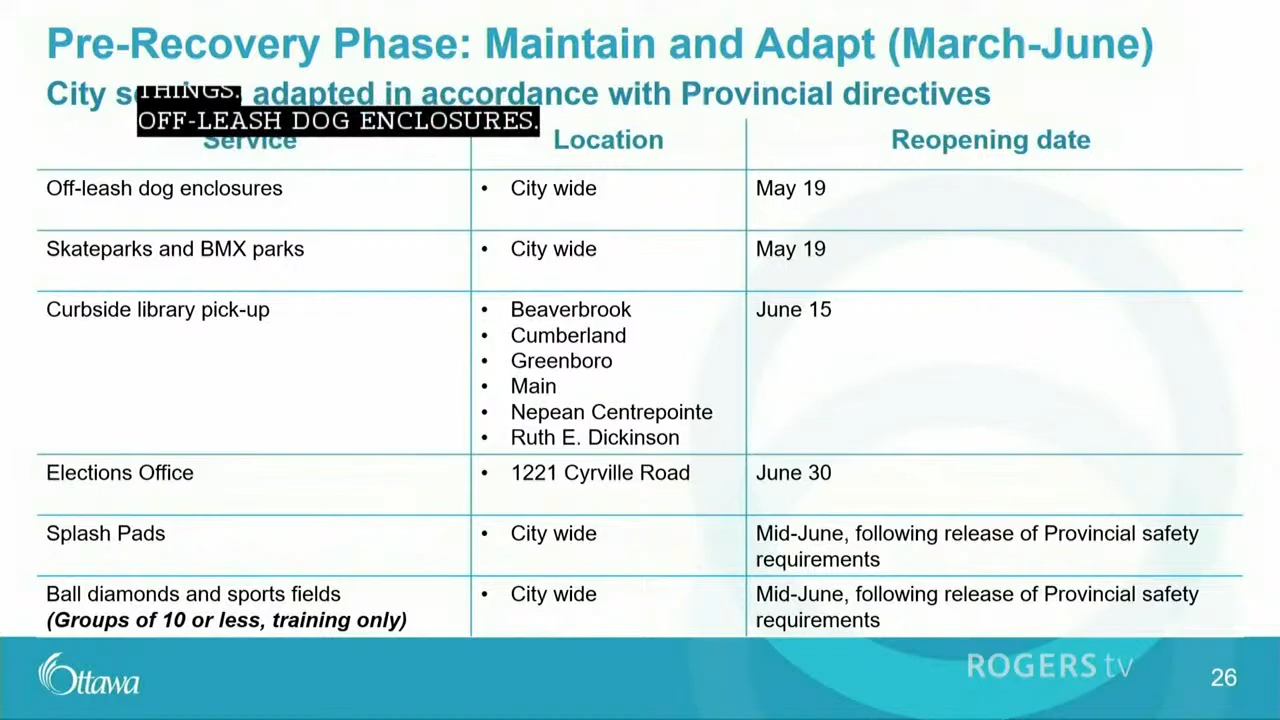 Pre-Recovery Phase: Maintain and Adapt (March-June)
City adapted in accordance with Provincial directives
THINGS.
OFF-LEASH DOG ENCLOSURES.
Service Location Reopening date
Off-leash dog enclosures • City wide May 19
Skateparks and BMX parks • City wide May 19
Curbside library pick-up • Beaverbrook June 15
• Cumberland
• Greenboro
• Main
• Nepean Centrepointe
• Ruth E. Dickinson
Elections Office • 1221 Cyrville Road June 30
Splash Pads • City wide Mid-June, following release of Provincial safety
requirements
Ball diamonds and sports fields • City wide Mid-June, following release of Provincial safety
(Groups of 10 or less, training only) requirements
Ottawa
ROGERS tv
26